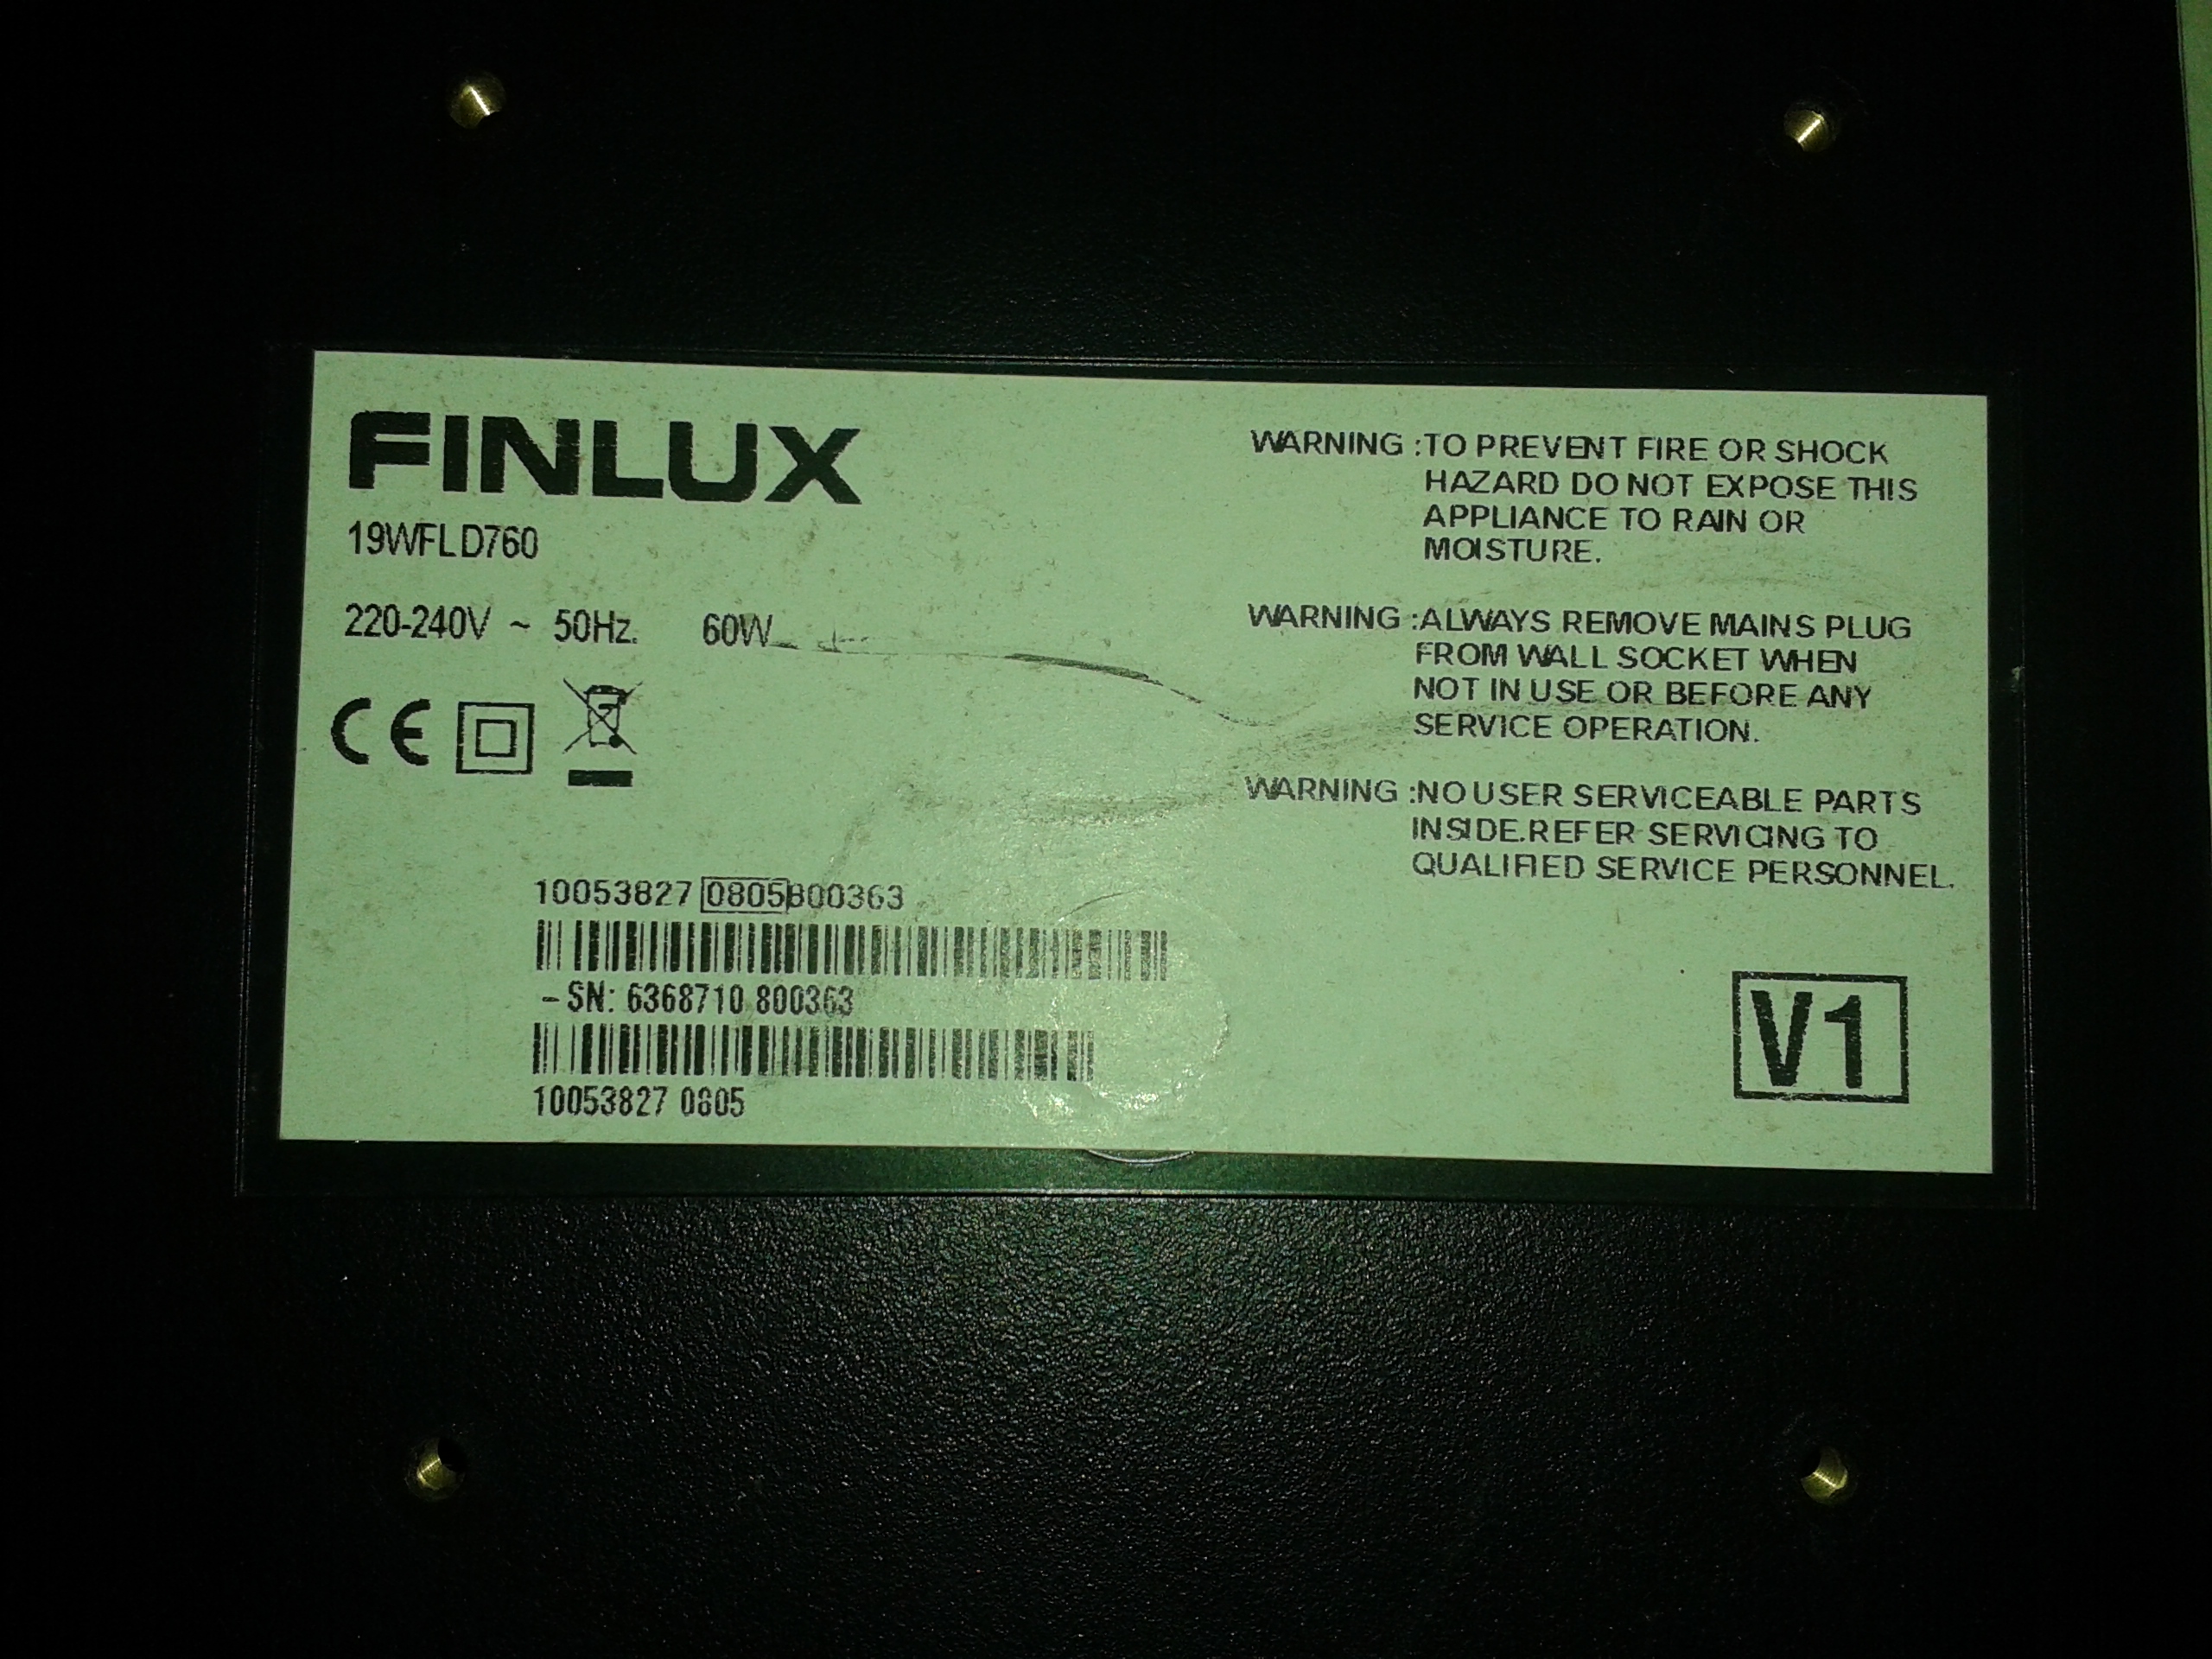 FINLUX
19WFLD760
220-240V ~ 50Hz. 60W
CE
10053827 0805800363
-SN: 6368710 800363
10053827 0805
WARNING :TO PREVENT FIRE OR SHOCK
HAZARD DO NOT EXPOSE THIS
APPLIANCE TO RAIN OR
MOISTURE.
WARNING :ALWAYS REMOVE MAINS PLUG
FROM WALL SOCKET WHEN
NOT IN USE OR BEFORE ANY
SERVICE OPERATION.
WARNING :NO USER SERVICEABLE PARTS
INSIDE.REFER SERVICING TO
QUALIFIED SERVICE PERSONNEL.
V1